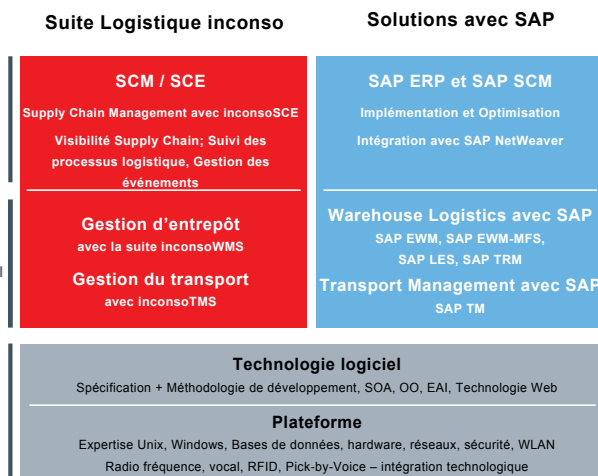 Suite Logistique inconso
Solutions avec SAP
SCM / SCE
Supply Chain Management avec inconsoSCE
Visibilité Supply Chain; Suivi des
processus logistique, Gestion des
événements
Gestion d'entrepôt
avec la suite inconsoWMS
Gestion du transport
avec inconsoTMS
SAP ERP et SAP SCM
Implémentation et Optimisation
Intégration avec SAP NetWeaver
Warehouse Logistics avec SAP
SAP EWM, SAP EWM-MFS,
SAP LES, SAP TRM
Transport Management avec SAP
SAP TM
Technologie logiciel
Spécification + Méthodologie de développement, SOA, OO, EAI, Technologie Web
Plateforme
Expertise Unix, Windows, Bases de données, hardware, réseaux, sécurité, WLAN
Radio fréquence, vocal, RFID, Pick-by-Voice – intégration technologique